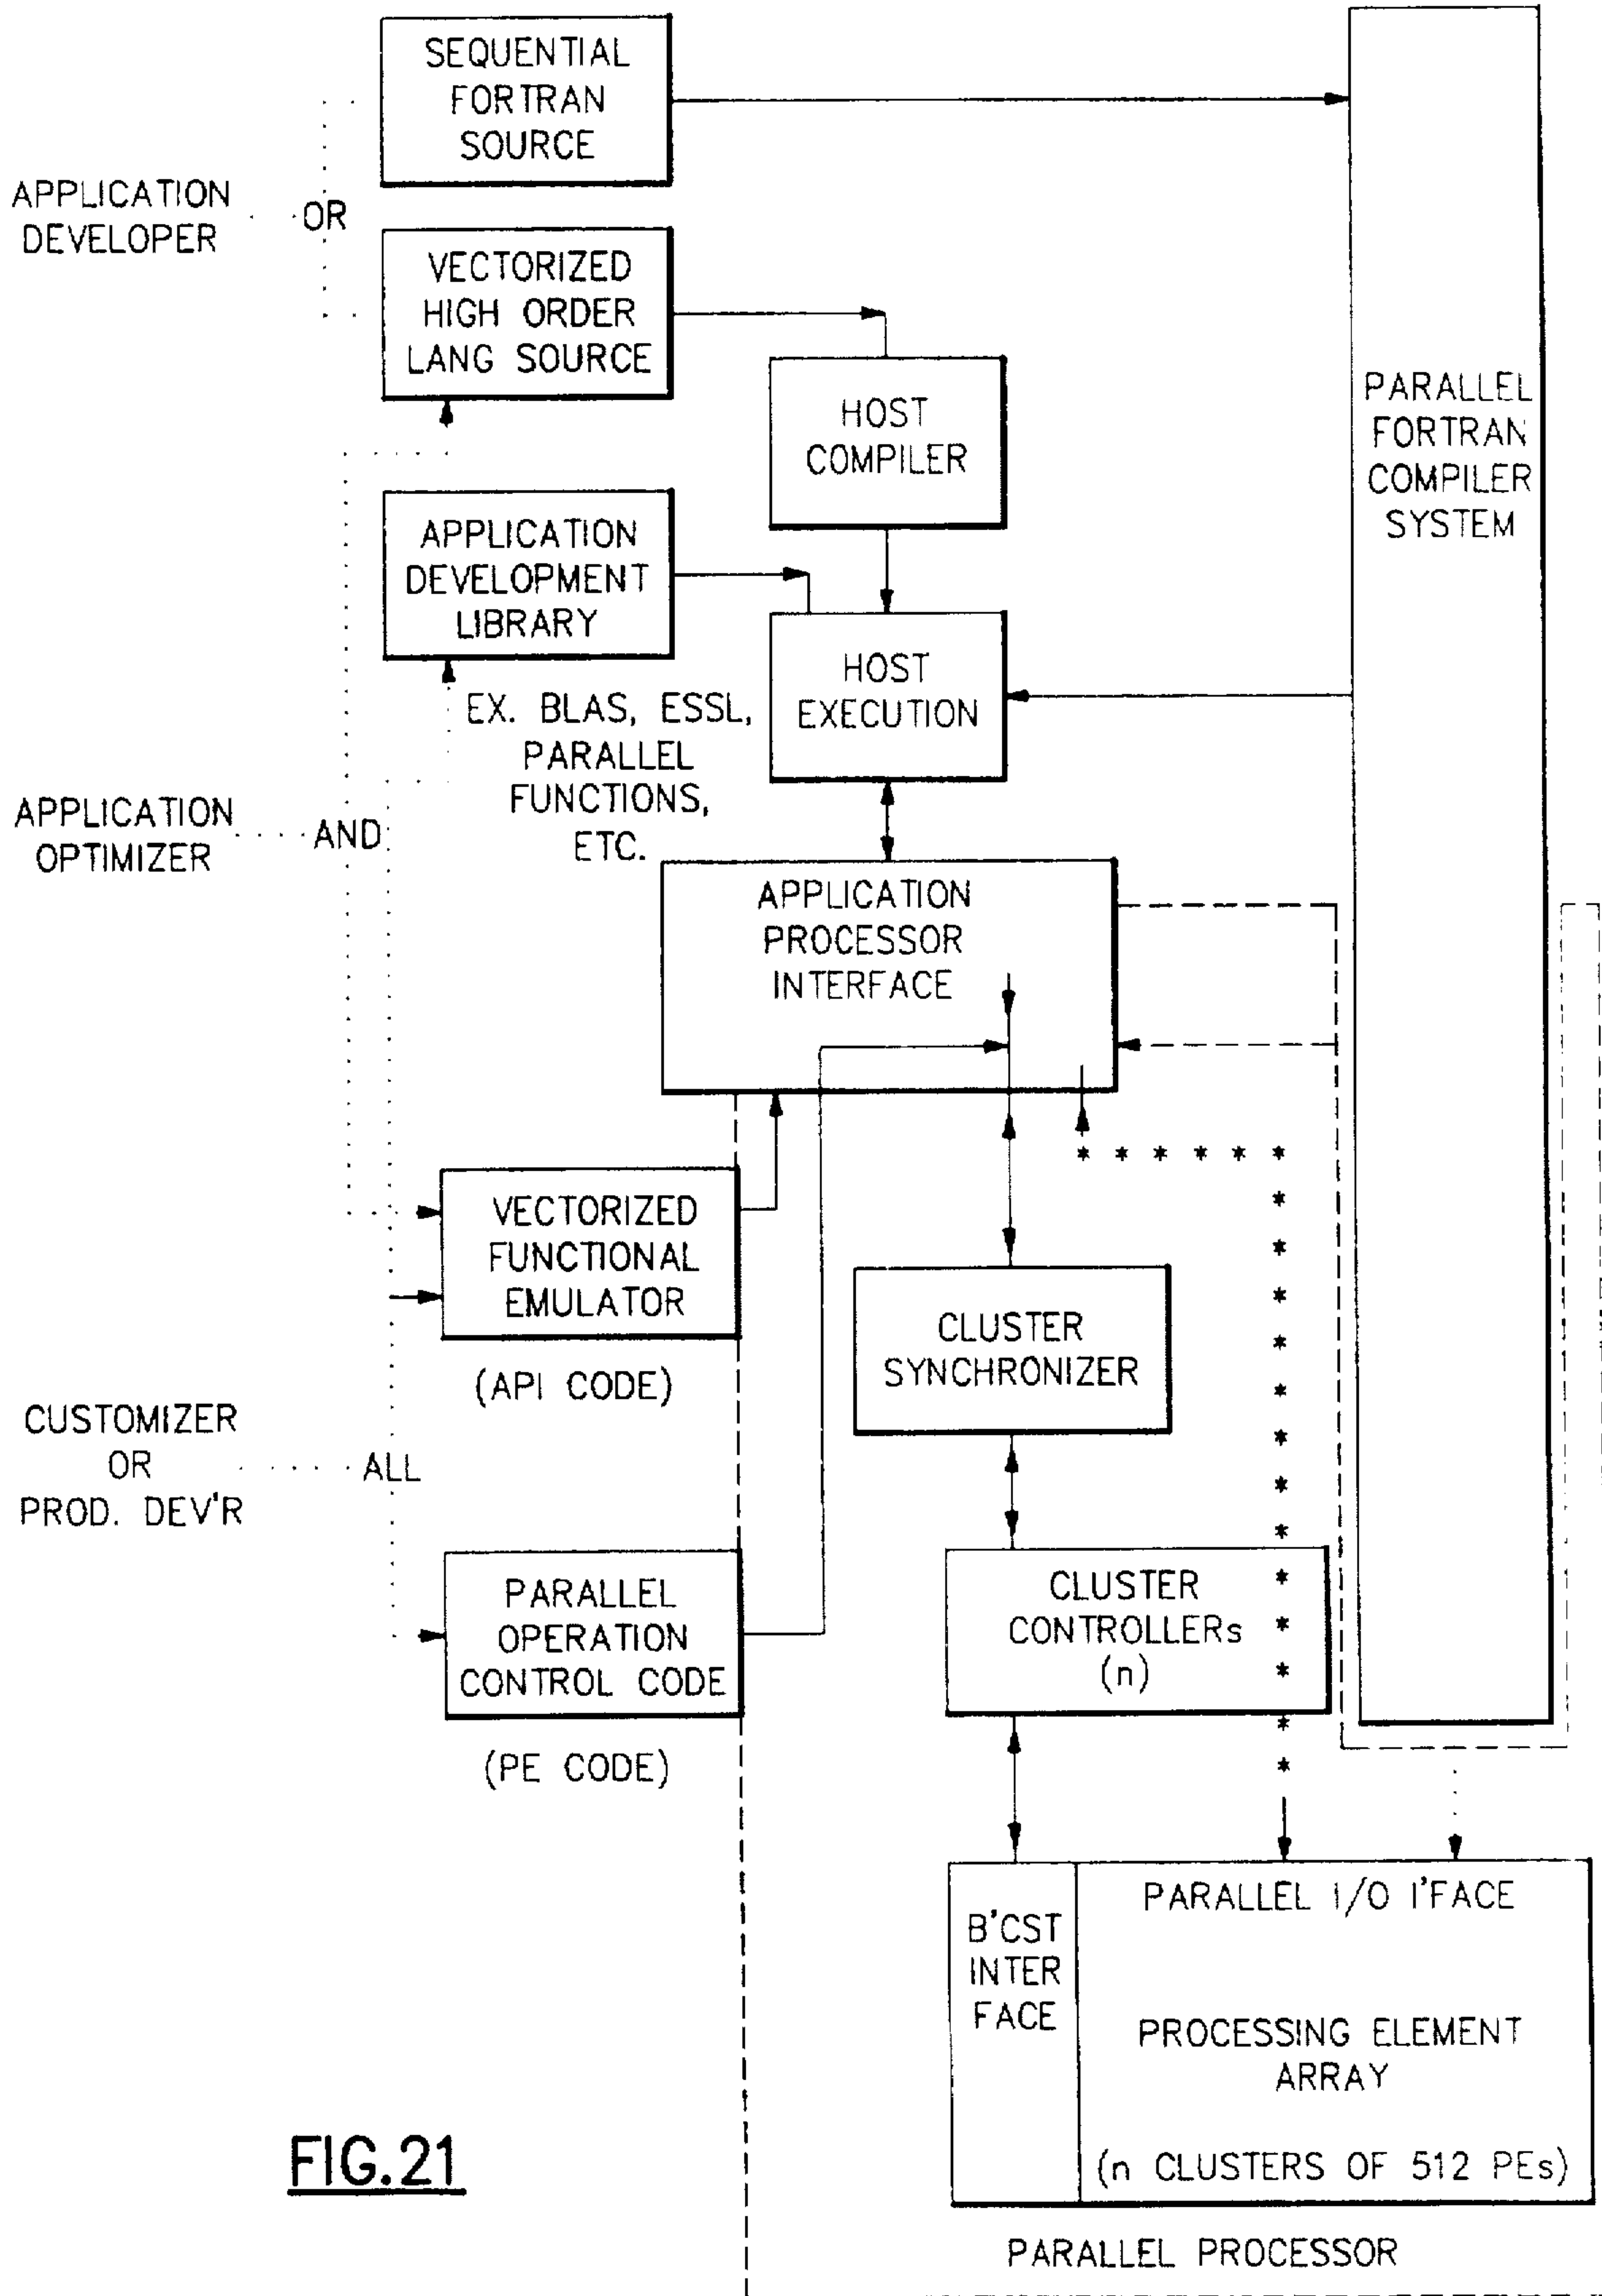 SEQUENTIAL
FORTRAN
SOURCE
APPLICATION
DEVELOPER
OR
VECTORIZED
HIGH ORDER
LANG SOURCE
HOST
COMPILER
PARALLEL
FORTRAN
COMPILER
SYSTEM
APPLICATION
DEVELOPMENT
LIBRARY
HOST
EXECUTION
EX. BLAS, ESSL,
PARALLEL
FUNCTIONS,
ETC.
APPLICATION
OPTIMIZER
AND
APPLICATION
PROCESSOR
INTERFACE
VECTORIZED
FUNCTIONAL
EMULATOR
(API CODE)
CLUSTER
SYNCHRONIZER
CUSTOMIZER
OR
PROD. DEV'R
ALL
PARALLEL
OPERATION
CONTROL CODE
(PE CODE)
CLUSTER
CONTROLLERs
(n)
B'CST
INTER
FACE
PARALLEL I/O I'FACE
PROCESSING ELEMENT
ARRAY
(n CLUSTERS OF 512 PEs)
PARALLEL PROCESSOR
FIG.21